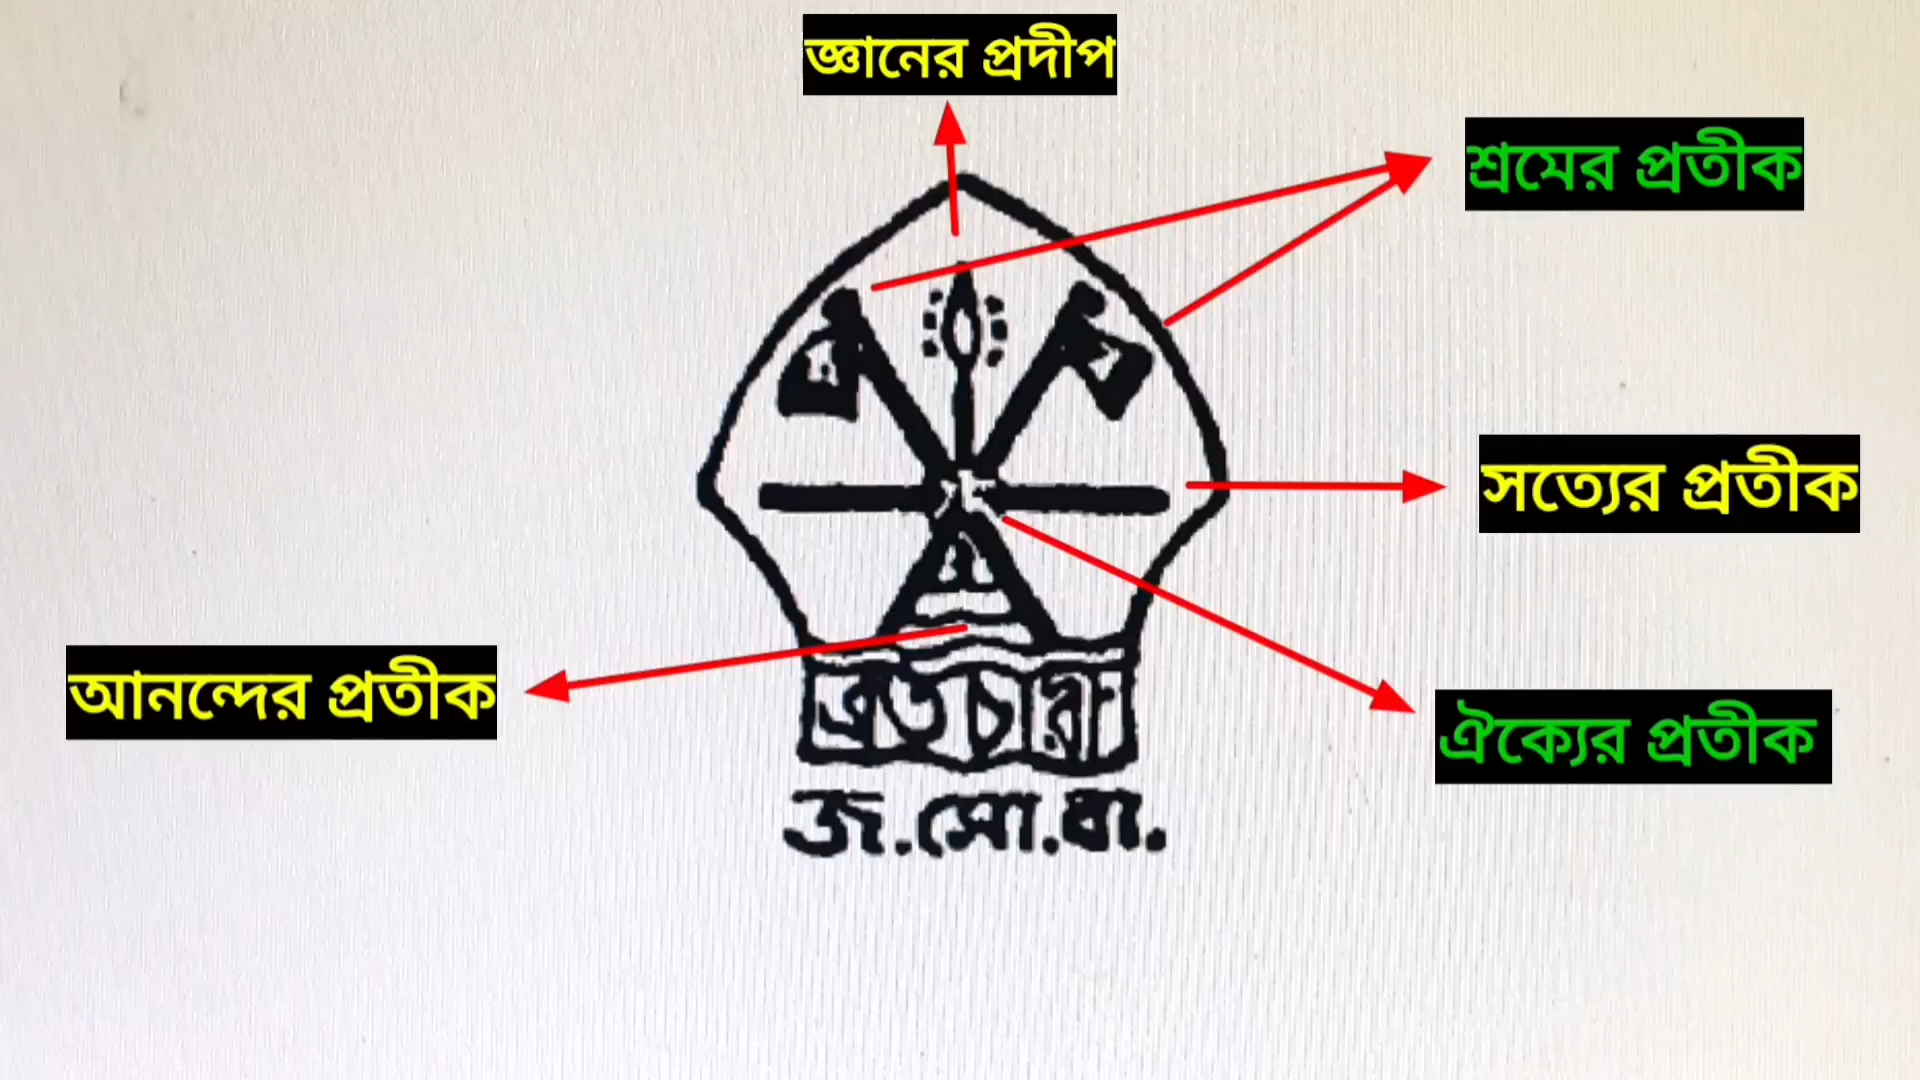 জ্ঞানের প্রদীপ
শ্রমের প্রতীক
সত্যের প্রতীক
আনন্দের প্রতীক
ঐক্যের প্রতীক
ব্রতচারী
জ.সো.বা.